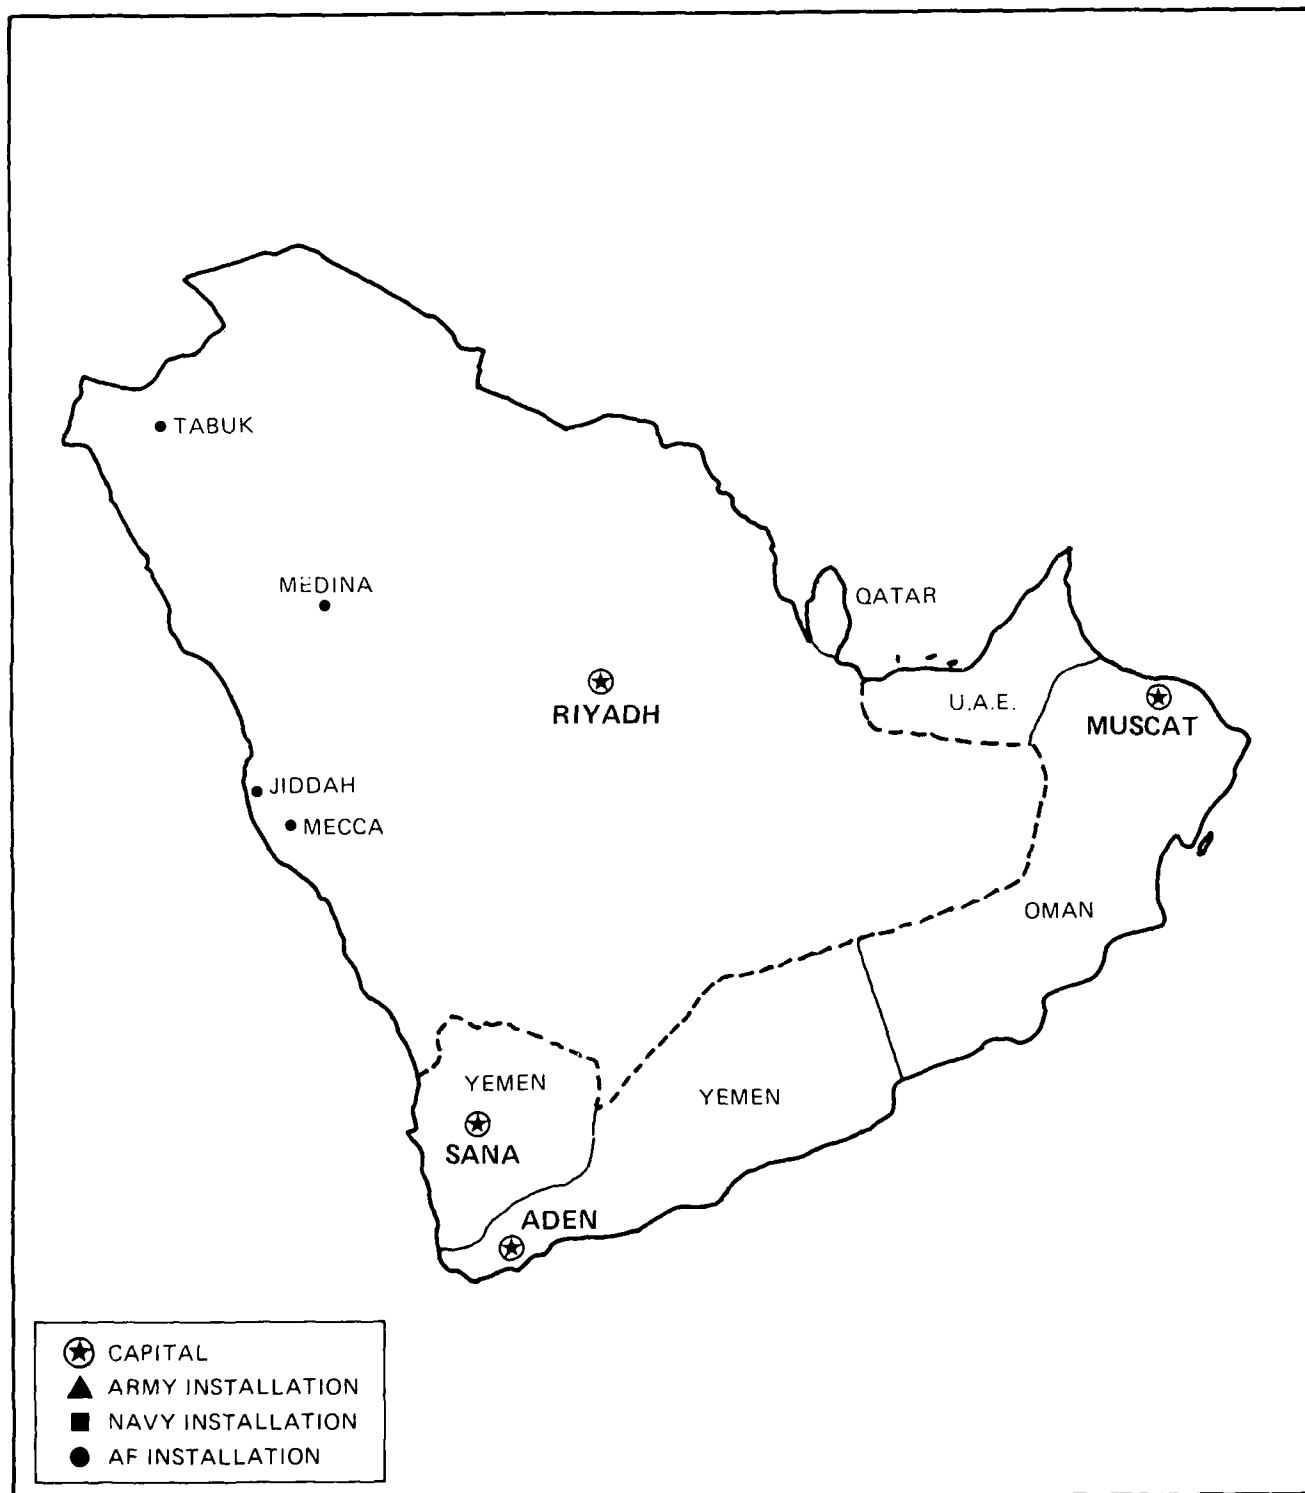 TABUK
MEDINA
QATAR
RIYADH
U.A.E.
MUSCAT
JIDDAH
MECCA
OMAN
YEMEN
YEMEN
SANA
ADEN
CAPITAL
ARMY INSTALLATION
NAVY INSTALLATION
AF INSTALLATION